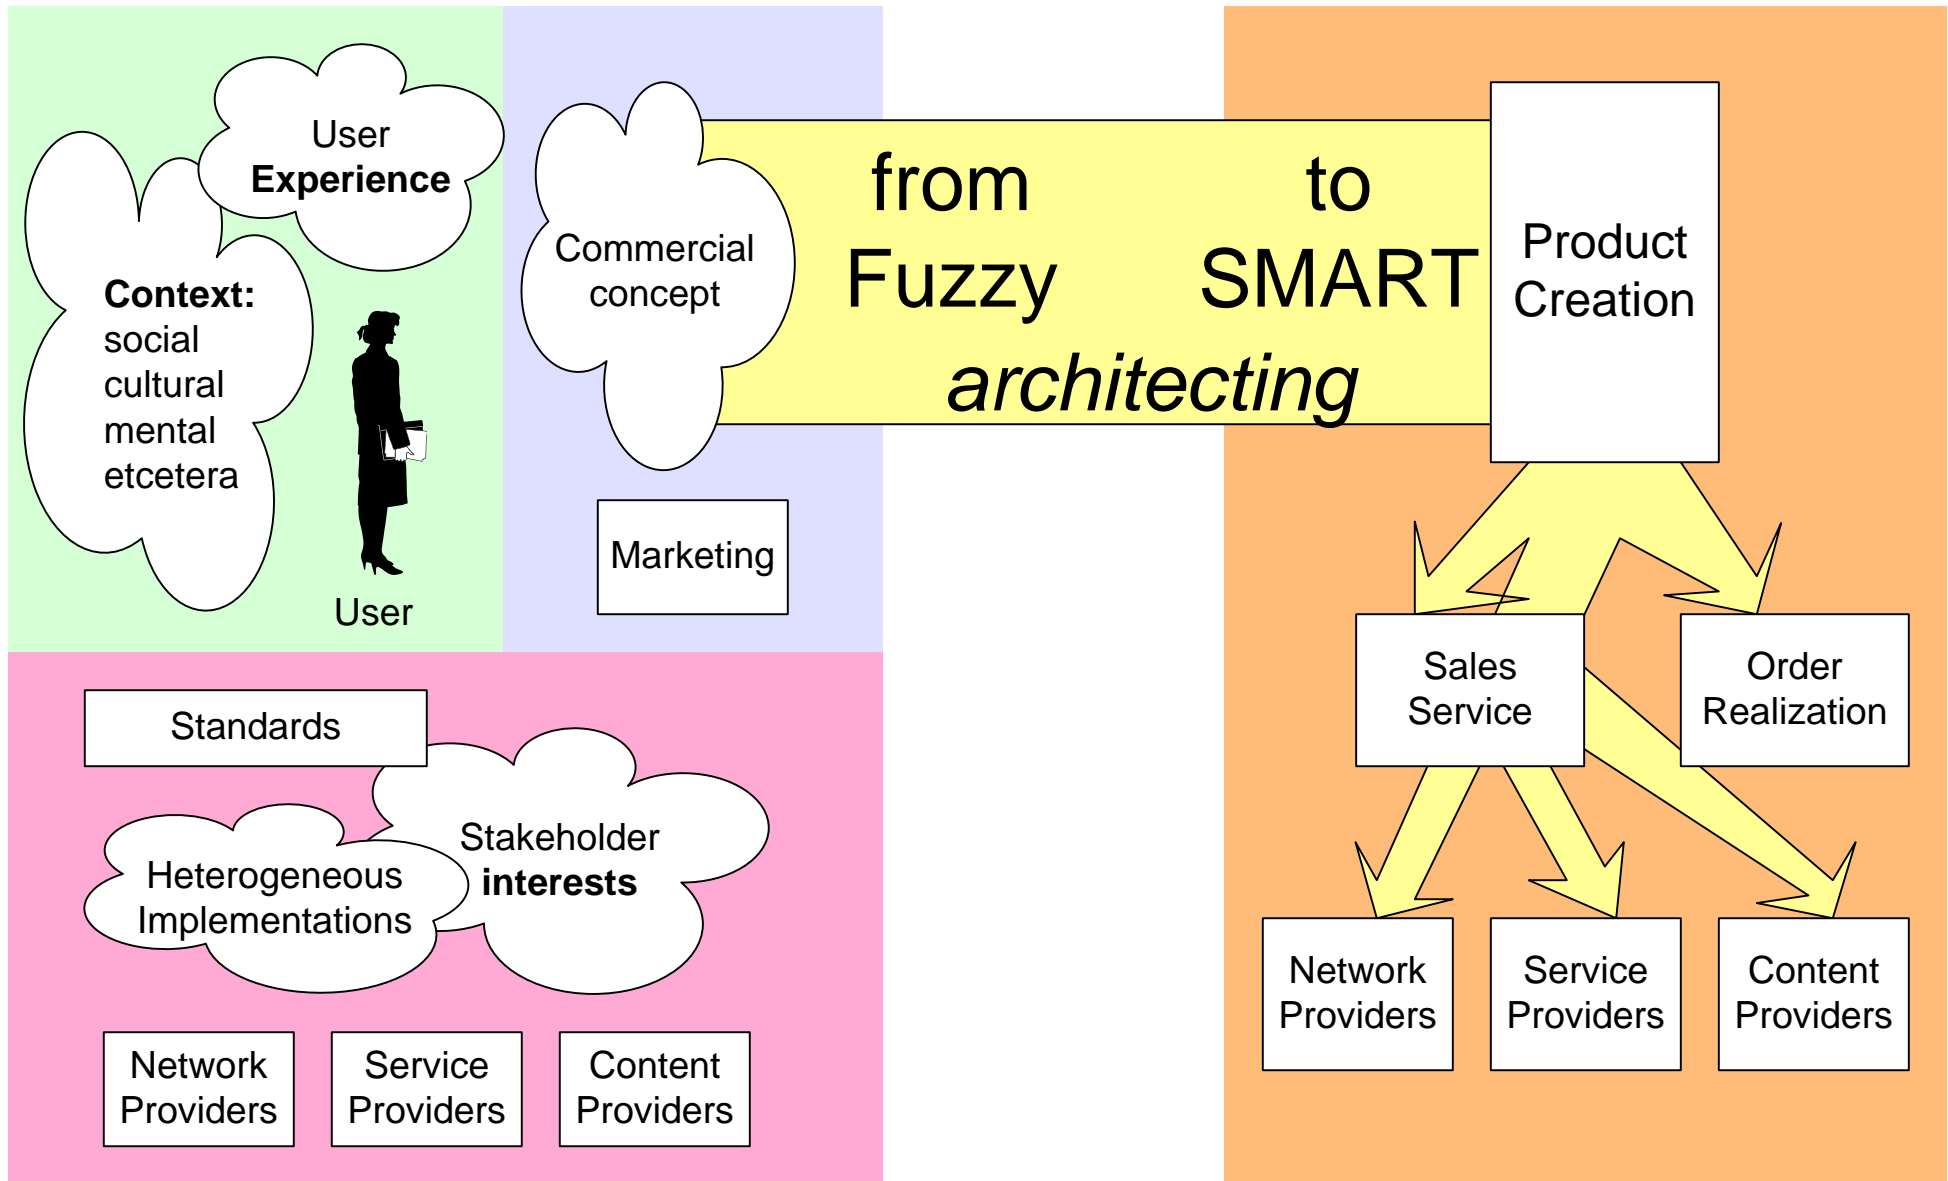 User
Experience
Context:
social
cultural
mental
etcetera
User
Commercial
concept
Marketing
from to
Fuzzy SMART
architecting
Product
Creation
Sales
Service
Order
Realization
Network
Providers
Service
Providers
Content
Providers
Standards
Stakeholder
interests
Heterogeneous
Implementations
Network
Providers
Service
Providers
Content
Providers